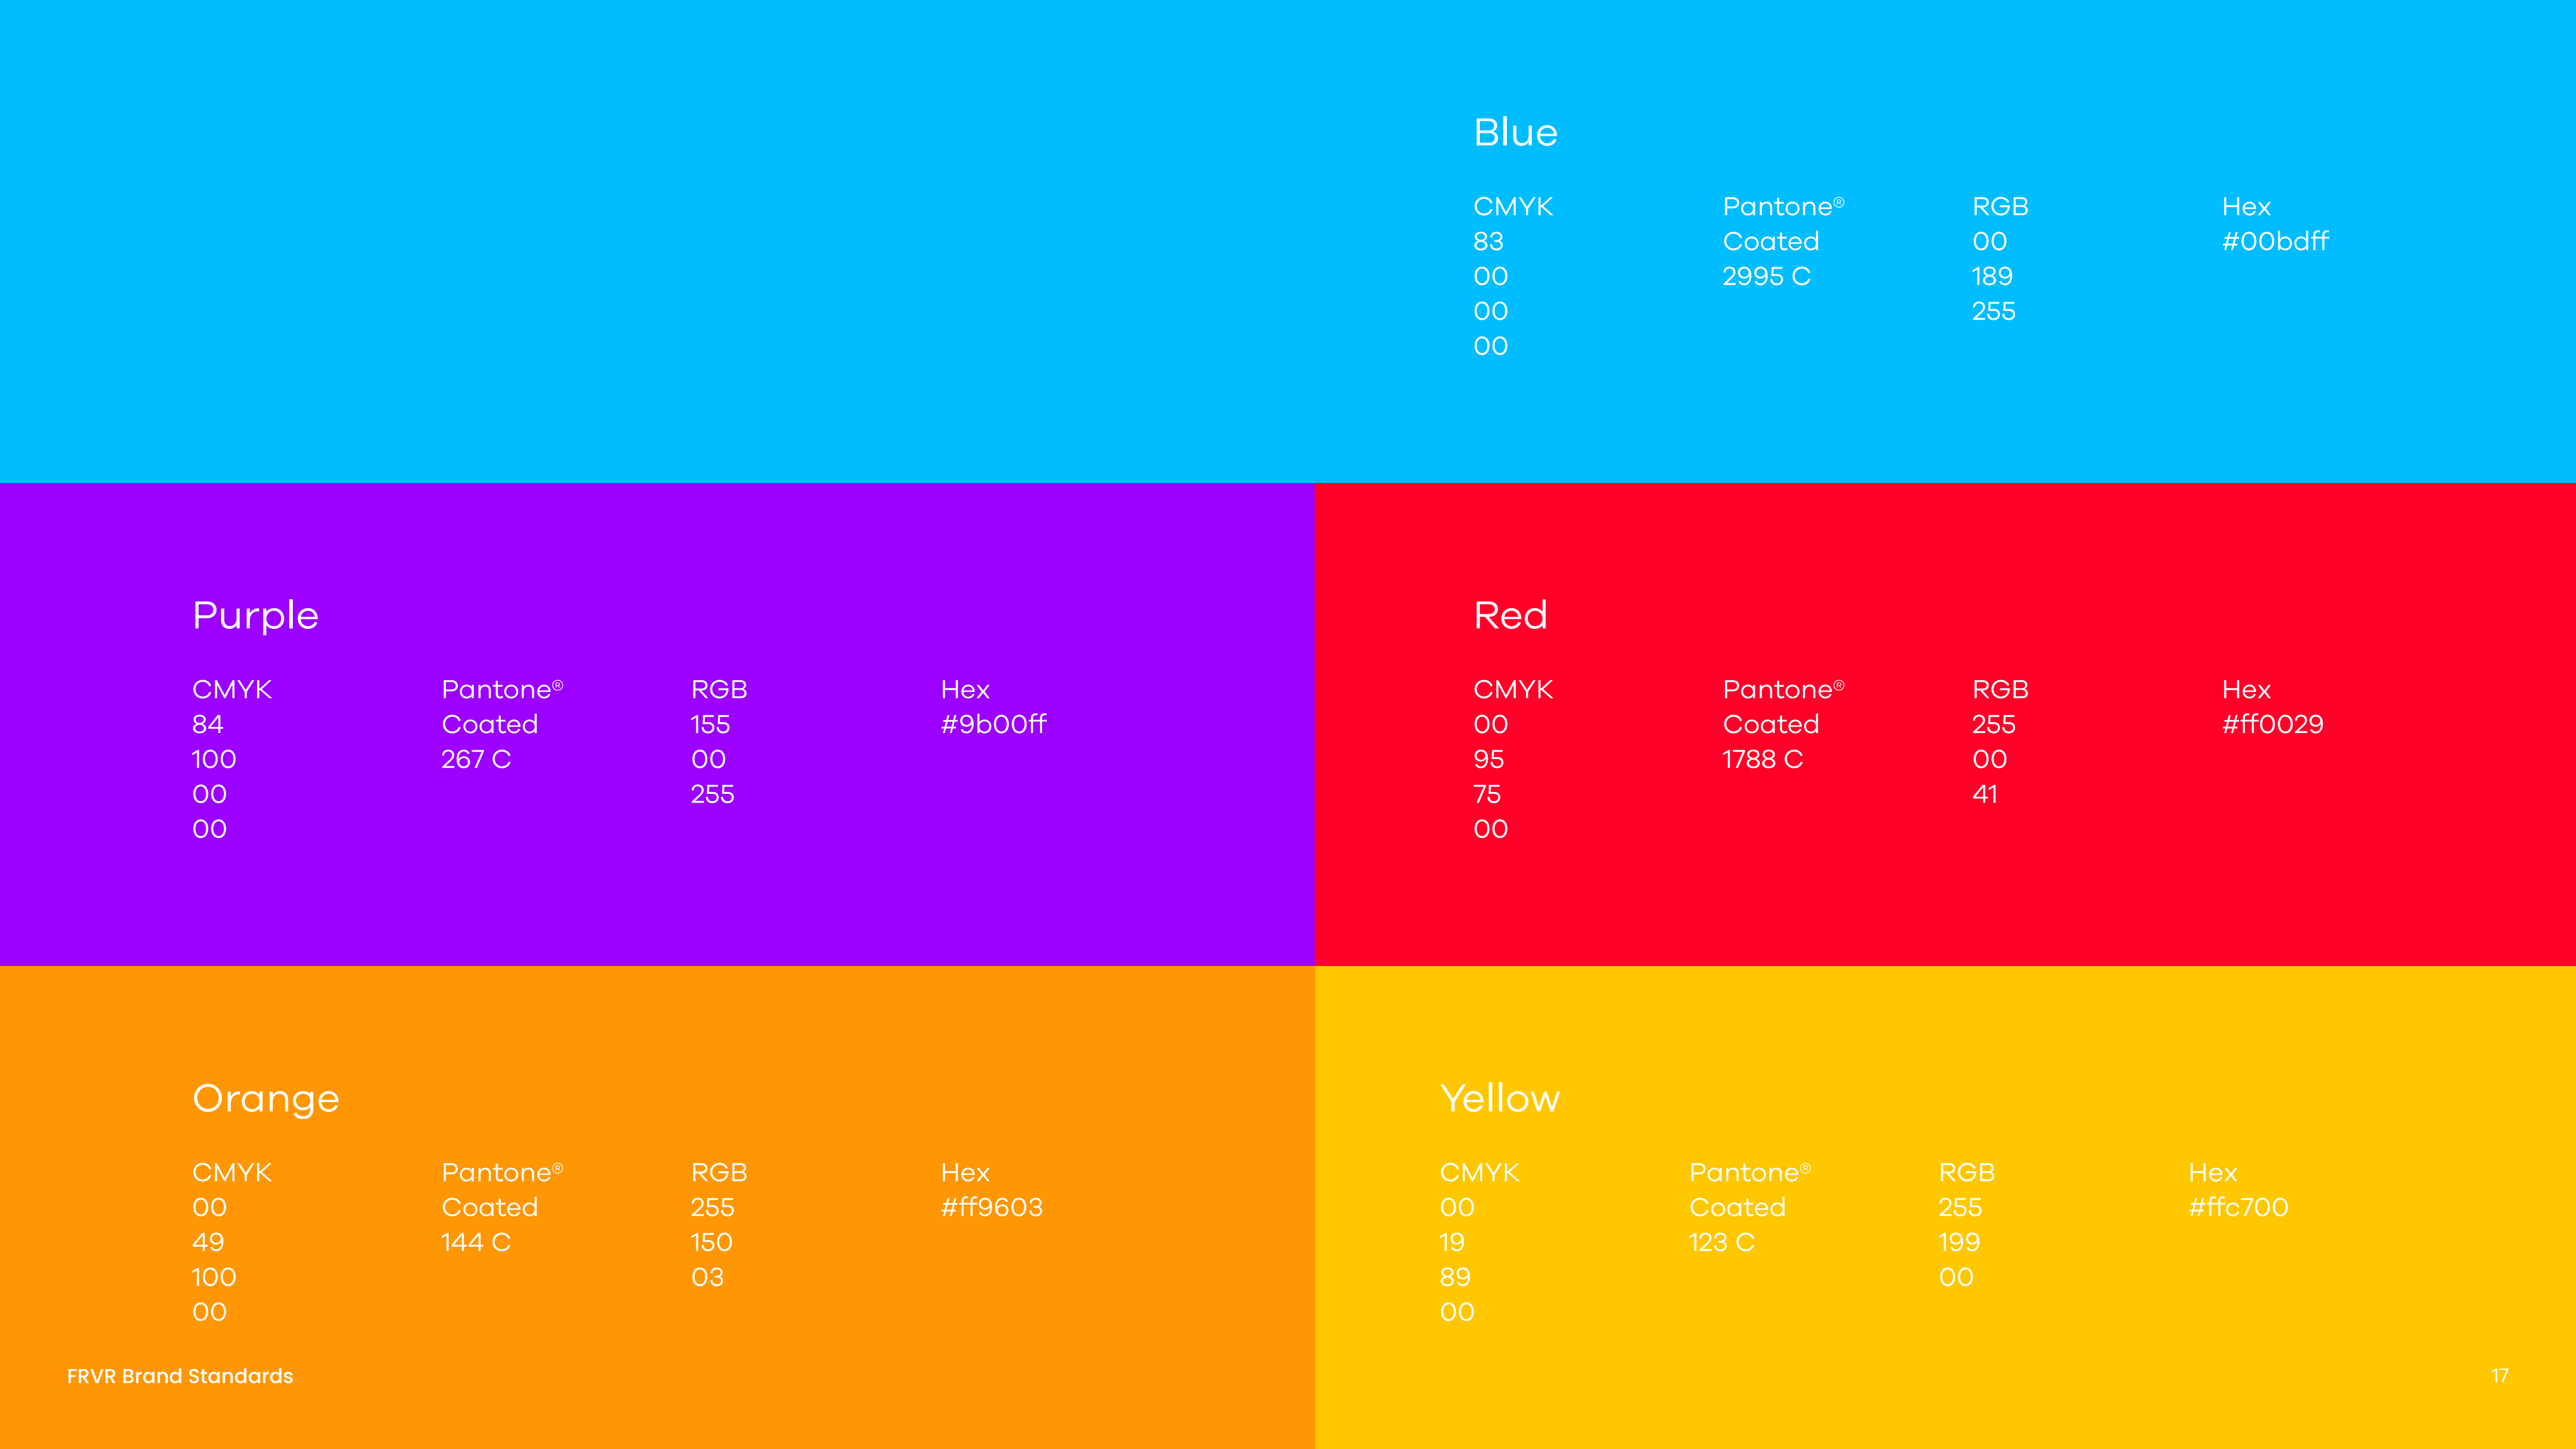 Blue
CMYK Pantone® RGB Hex
83 Coated 00 #00bdff
00 2995 C 189
00 255
00
Purple
CMYK Pantone® RGB Hex
84 Coated 155 #9b00ff
100 267 C 00
00 255
00
Red
CMYK Pantone® RGB Hex
00 Coated 255 #ff0029
95 1788 C 00
75 41
00
Orange
CMYK Pantone® RGB Hex
00 Coated 255 #ff9603
49 144 C 150
100 03
00
Yellow
CMYK Pantone® RGB Hex
00 Coated 255 #ffc700
19 123 C 199
89 00
00
FRVR Brand Standards
17